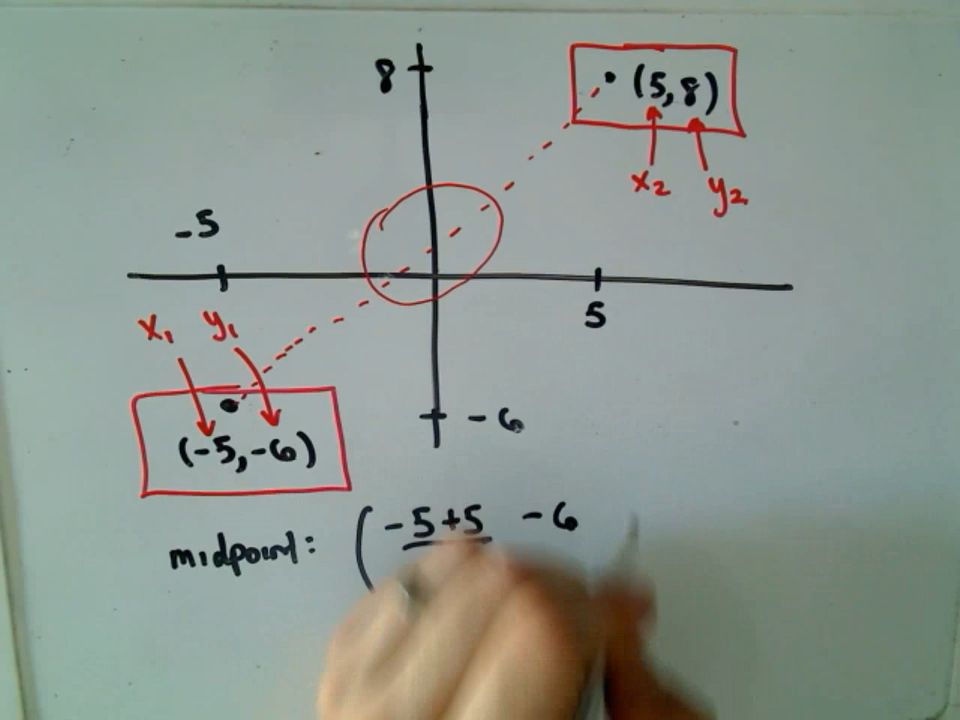 8
(5,8)
x₂ y₂
-5
5
x₁ y₁
(-5,-6)
-6
midpoint: ( -5+5 -6